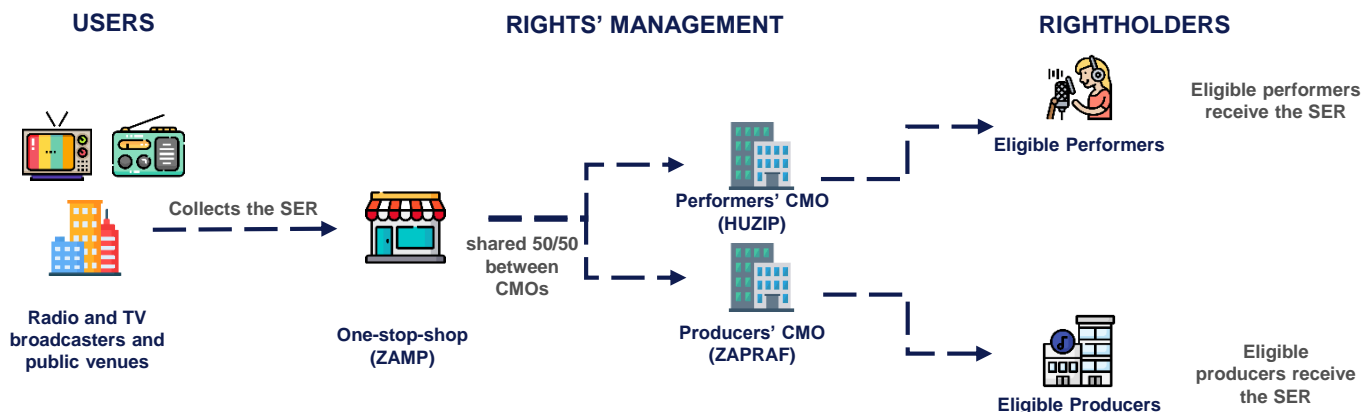 USERS
RIGHTS’ MANAGEMENT
RIGHTHOLDERS
Radio and TV
broadcasters and
public venues
Collects the SER
One-stop-shop
(ZAMP)
shared 50/50
between
CMOs
Performers’ CMO
(HUZIP)
Producers’ CMO
(ZAPRAF)
Eligible Performers
Eligible performers
receive the SER
Eligible Producers
Eligible
producers receive
the SER